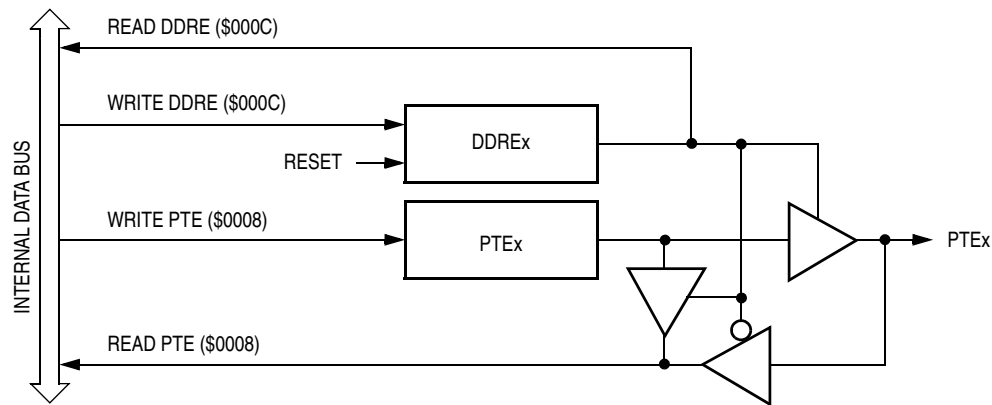 READ DDRE ($000C)
WRITE DDRE ($000C)
DDREx
RESET
WRITE PTE ($0008)
PTEx
PTEx
READ PTE ($0008)
INTERNAL DATA BUS